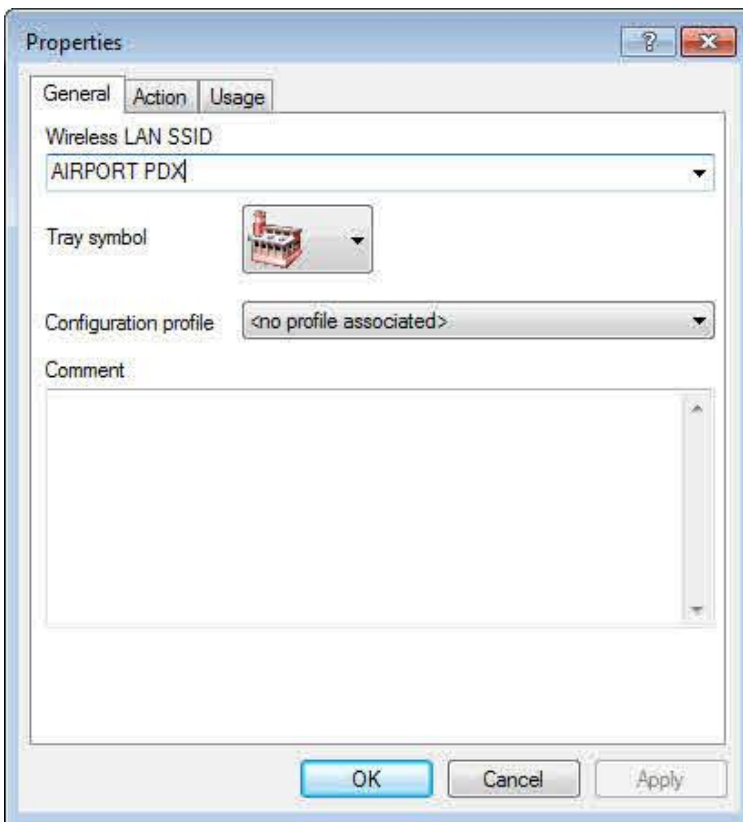 Properties
General Action Usage
Wireless LAN SSID
AIRPORT PDX
Tray symbol
Configuration profile <no profile associated>
Comment
OK Cancel Apply